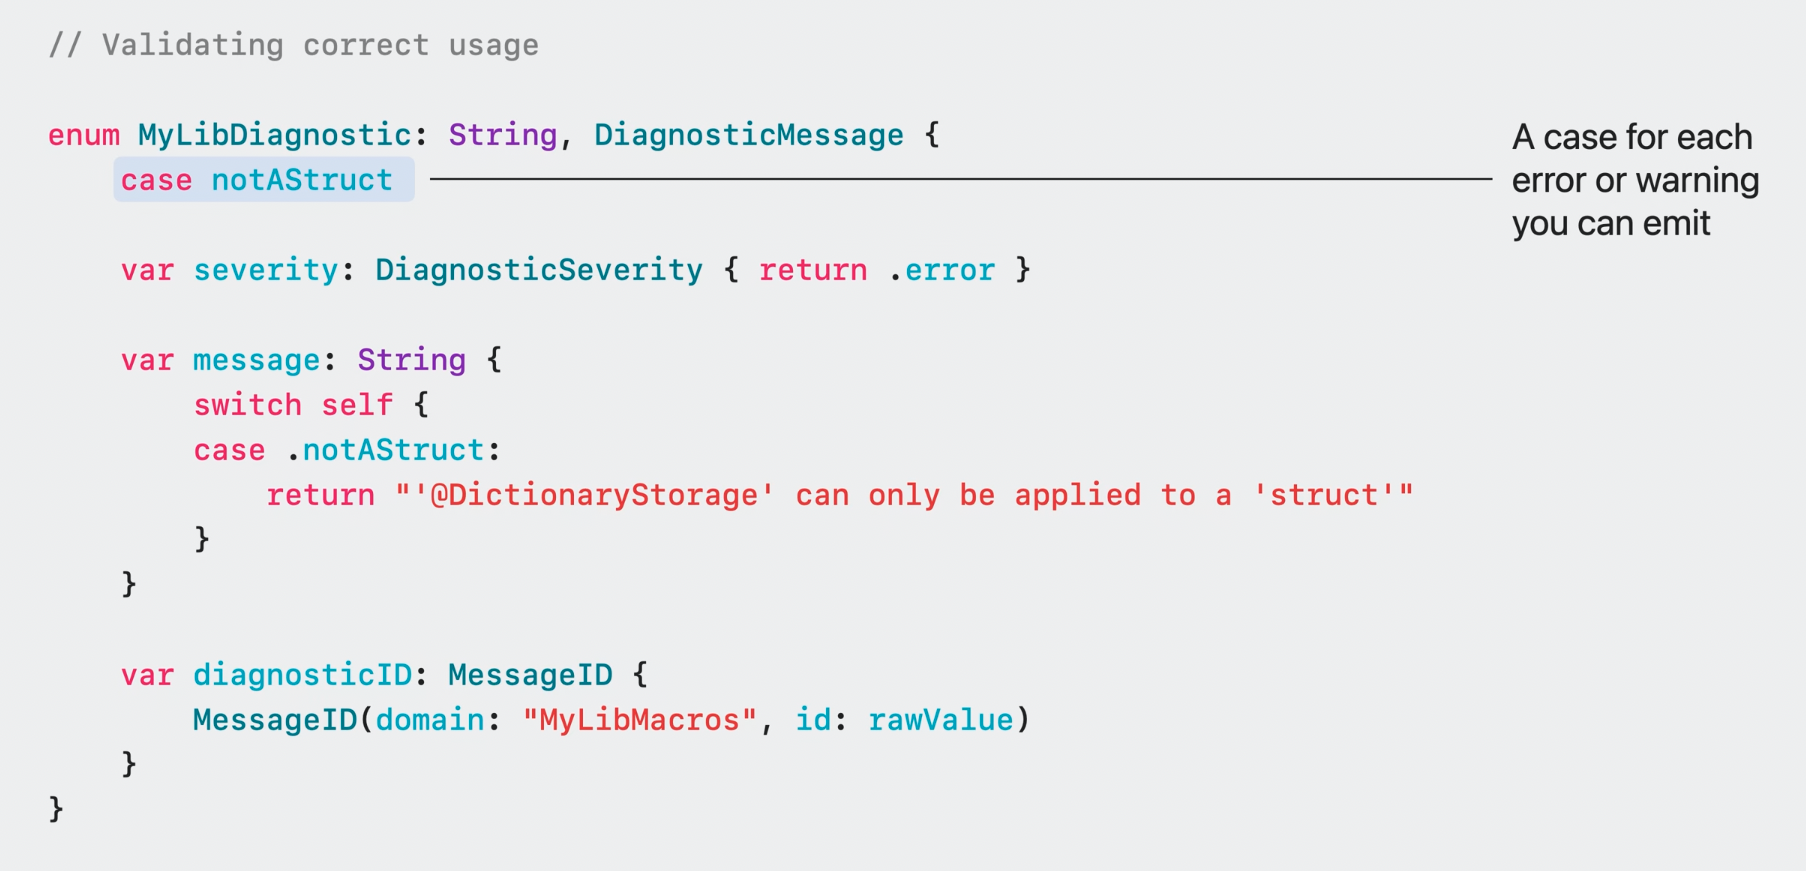 // Validating correct usage
enum MyLibDiagnostic: String, DiagnosticMessage {
    case notAStruct
A case for each
error or warning
you can emit
    var severity: DiagnosticSeverity { return .error }
    var message: String {
        switch self {
        case .notAStruct:
            return "'@DictionaryStorage' can only be applied to a 'struct'"
        }
    }
    var diagnosticID: MessageID {
        MessageID(domain: "MyLibMacros", id: rawValue)
    }
}